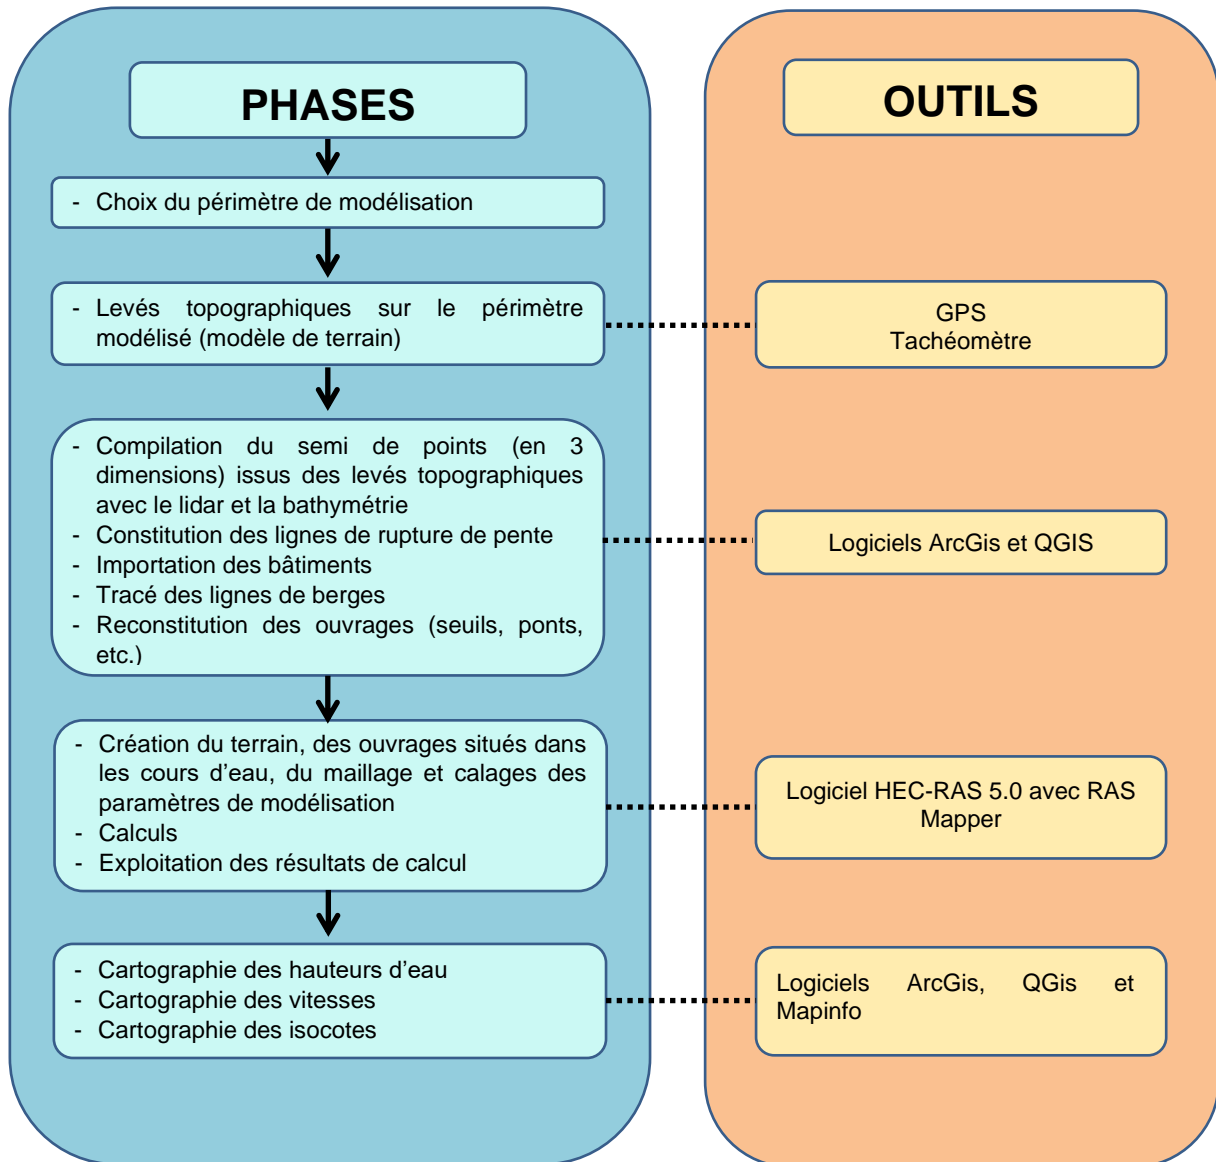 PHASES
- Choix du périmètre de modélisation
- Levés topographiques sur le périmètre
modélisé (modèle de terrain)
- Compilation du semi de points (en 3
dimensions) issus des levés topographiques
avec le lidar et la bathymétrie
- Constitution des lignes de rupture de pente
- Importation des bâtiments
- Tracé des lignes de berges
- Reconstitution des ouvrages (seuils, ponts,
etc.)
- Création du terrain, des ouvrages situés dans
les cours d’eau, du maillage et calages des
paramètres de modélisation
- Calculs
- Exploitation des résultats de calcul
- Cartographie des hauteurs d’eau
- Cartographie des vitesses
- Cartographie des isocotes
OUTILS
GPS
Tachéomètre
Logiciels ArcGis et QGIS
Logiciel HEC-RAS 5.0 avec RAS
Mapper
Logiciels ArcGis, QGis et
Mapinfo